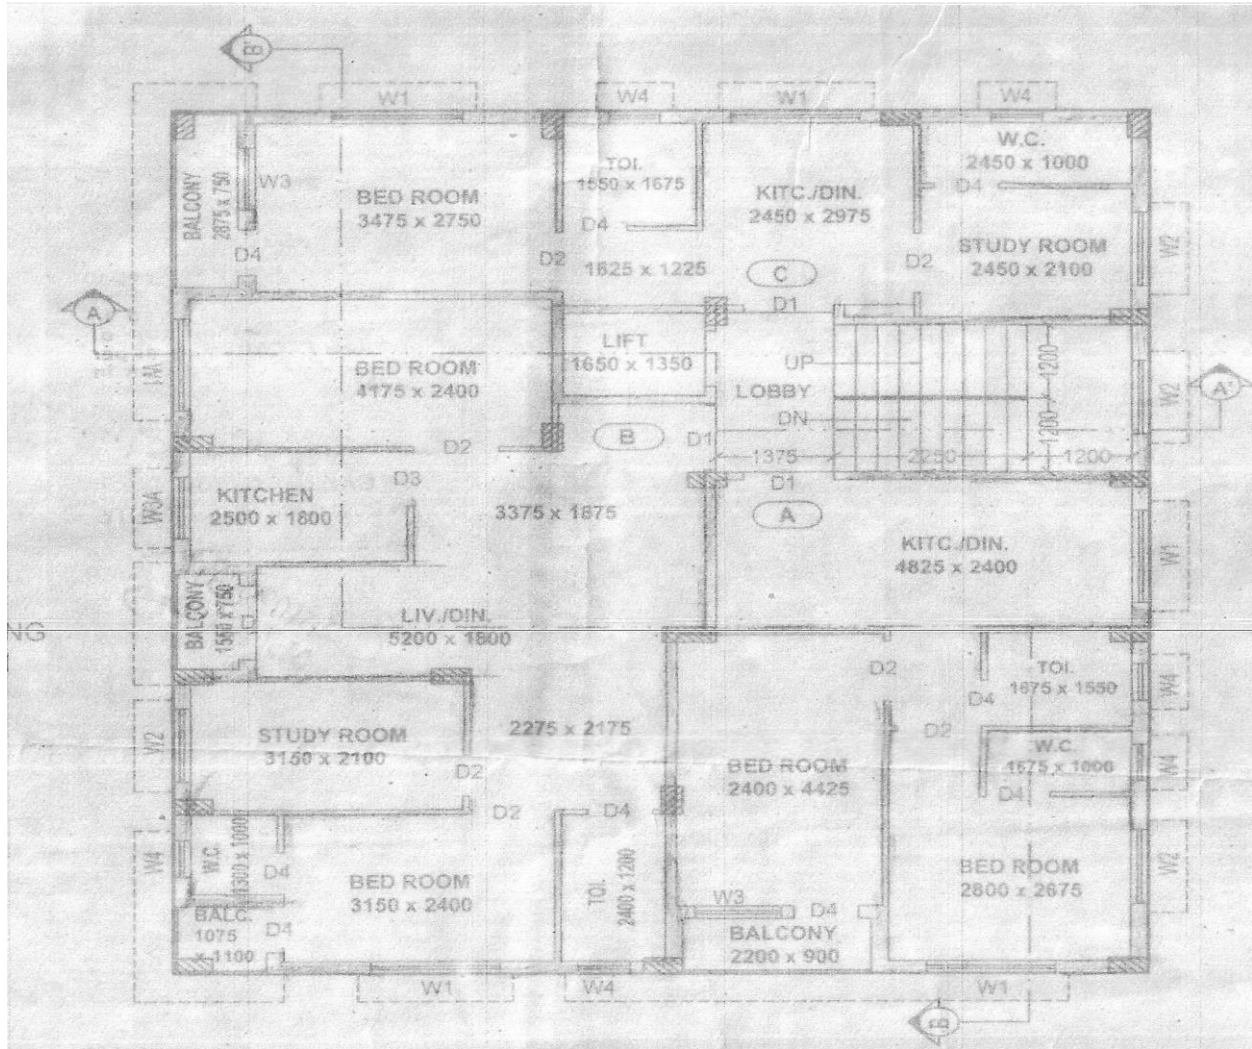 B'
W1
W4
W1
W4
BALCONY
2875 x 750
W3
D4
BED ROOM
3475 x 2750
D2
TOI.
1550 x 1675
D4
1625 x 1225
KITC./DIN.
2450 x 2975
C
D1
W.C.
2450 x 1000
D4
D2
STUDY ROOM
2450 x 2100
W2
A
W1
BED ROOM
4175 x 2400
D2
LIFT
1650 x 1350
B
D1
UP
LOBBY
DN
1200
1200
1375
2250
1200
W2
A'
W3A
KITCHEN
2500 x 1800
D3
3375 x 1875
D1
A
KITC./DIN.
4825 x 2400
W1
NG
BALCONY
1550 x 750
LIV./DIN.
5200 x 1800
W2
STUDY ROOM
3150 x 2100
D2
2275 x 2175
D2
D4
D2
D4
TOI.
1675 x 1550
W4
D2
W.C.
1675 x 1000
D4
W4
BED ROOM
2400 x 4425
W4
W.C.
1300 x 1000
D4
BALC.
1075
x 1100
D4
BED ROOM
3150 x 2400
TOI.
2400 x 1200
W3
D4
BALCONY
2200 x 900
BED ROOM
2800 x 2675
W2
W1
W4
W1
B